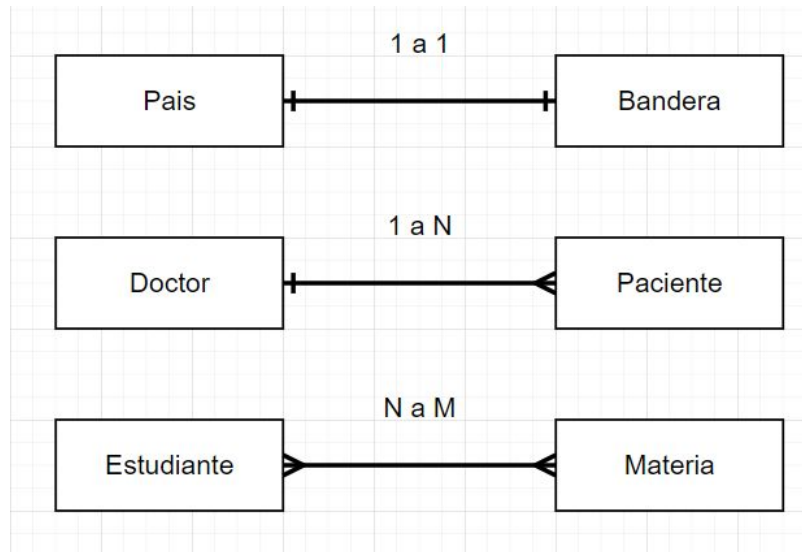 1 a 1
Pais
Bandera
1 a N
Doctor
Paciente
N a M
Estudiante
Materia